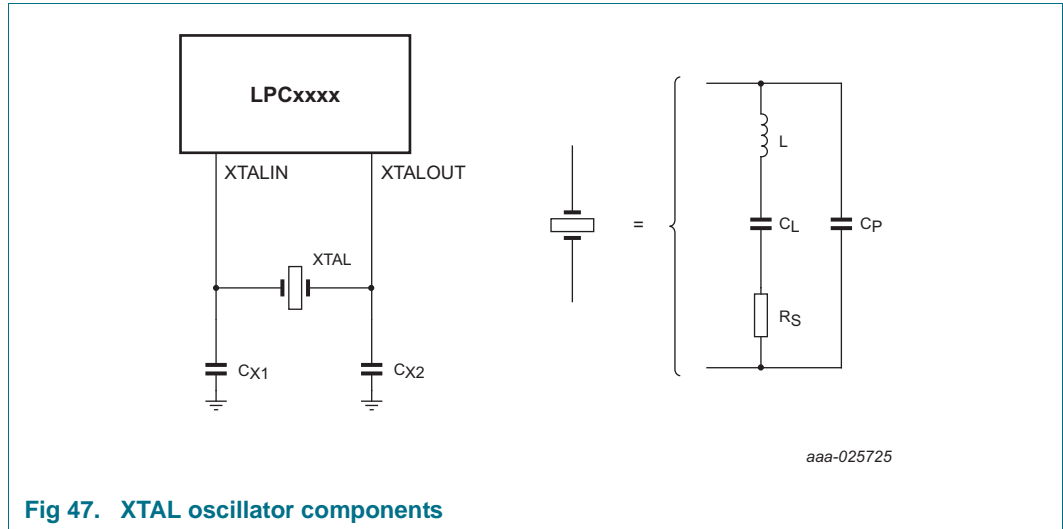 LPCxxxx
XTALIN
XTALOUT
XTAL
CX1
CX2
=
L
CL
CP
RS
aaa-025725
Fig 47. XTAL oscillator components